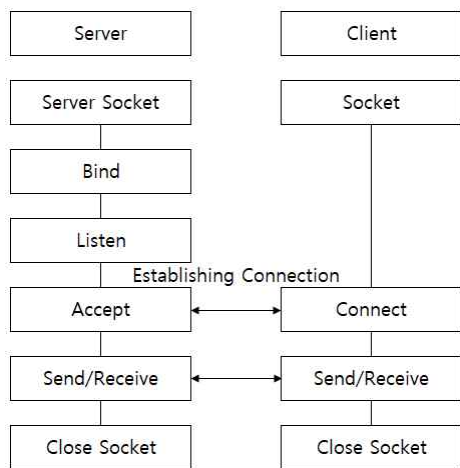 Server
Client
Server Socket
Socket
Bind
Listen
Establishing Connection
Accept
Connect
Send/Receive
Send/Receive
Close Socket
Close Socket